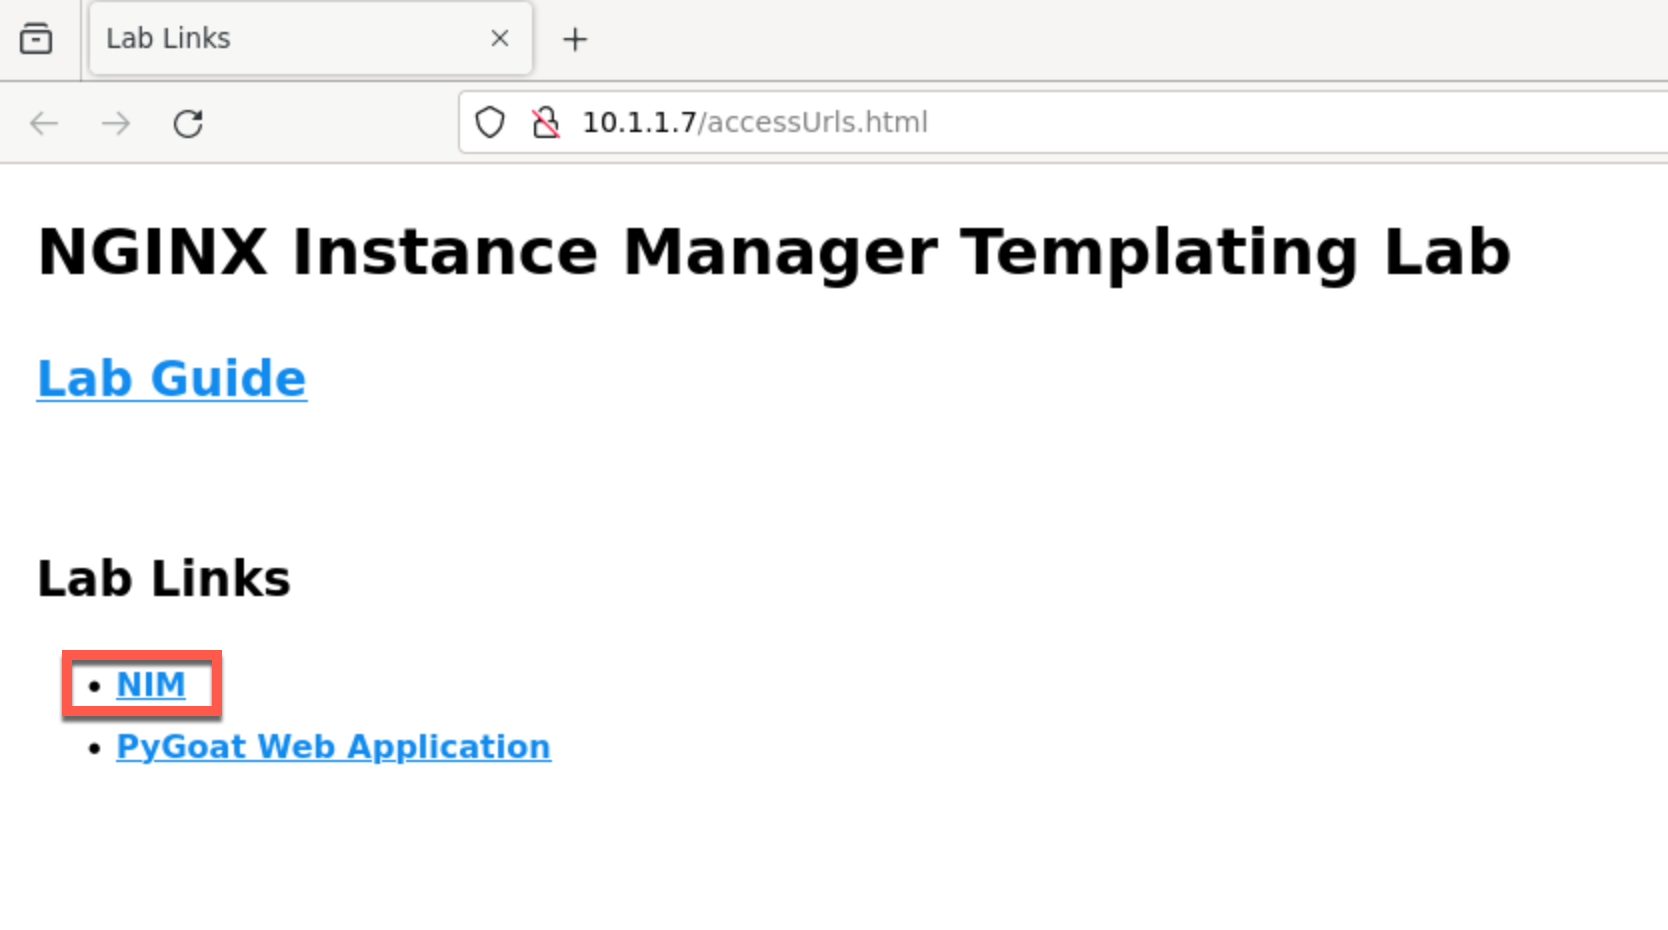 Lab Links
10.1.1.7/accessUrls.html
NGINX Instance Manager Templating Lab
Lab Guide
Lab Links
• NIM
• PyGoat Web Application